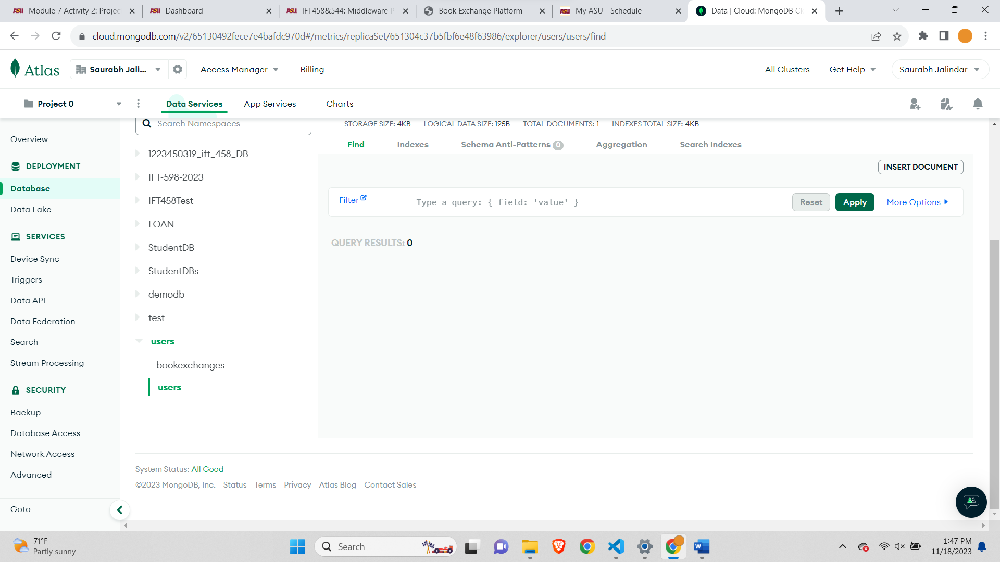 Module 7 Activity 2: Projec
Dashboard
IFT458&544: Middleware P
Book Exchange Platform
My ASU - Schedule
Data | Cloud: MongoDB Cl
cloud.mongodb.com/v2/65130492fece7e4bafdc970d#/metrics/replicaSet/651304c37b5fbf6e48f63986/explorer/users/users/find
Atlas
Saurabh Jali...
Access Manager
Billing
All Clusters
Get Help
Saurabh Jalindar
Project 0
Data Services
App Services
Charts
Search Namespaces
STORAGE SIZE: 4KB LOGICAL DATA SIZE: 195B TOTAL DOCUMENTS: 1 INDEXES TOTAL SIZE: 4KB
Find
Indexes
Schema Anti-Patterns 0
Aggregation
Search Indexes
INSERT DOCUMENT
Filter
Type a query: { field: 'value' }
Reset
Apply
More Options
QUERY RESULTS: 0
Overview
DEPLOYMENT
Database
Data Lake
SERVICES
Device Sync
Triggers
Data API
Data Federation
Search
Stream Processing
SECURITY
Backup
Database Access
Network Access
Advanced
Goto
1223450319_ift_458_DB
IFT-598-2023
IFT458Test
LOAN
StudentDB
StudentDBs
demodb
test
users
bookexchanges
users
System Status: All Good
©2023 MongoDB, Inc. Status Terms Privacy Atlas Blog Contact Sales
71°F
Partly sunny
Search
1:47 PM
11/18/2023